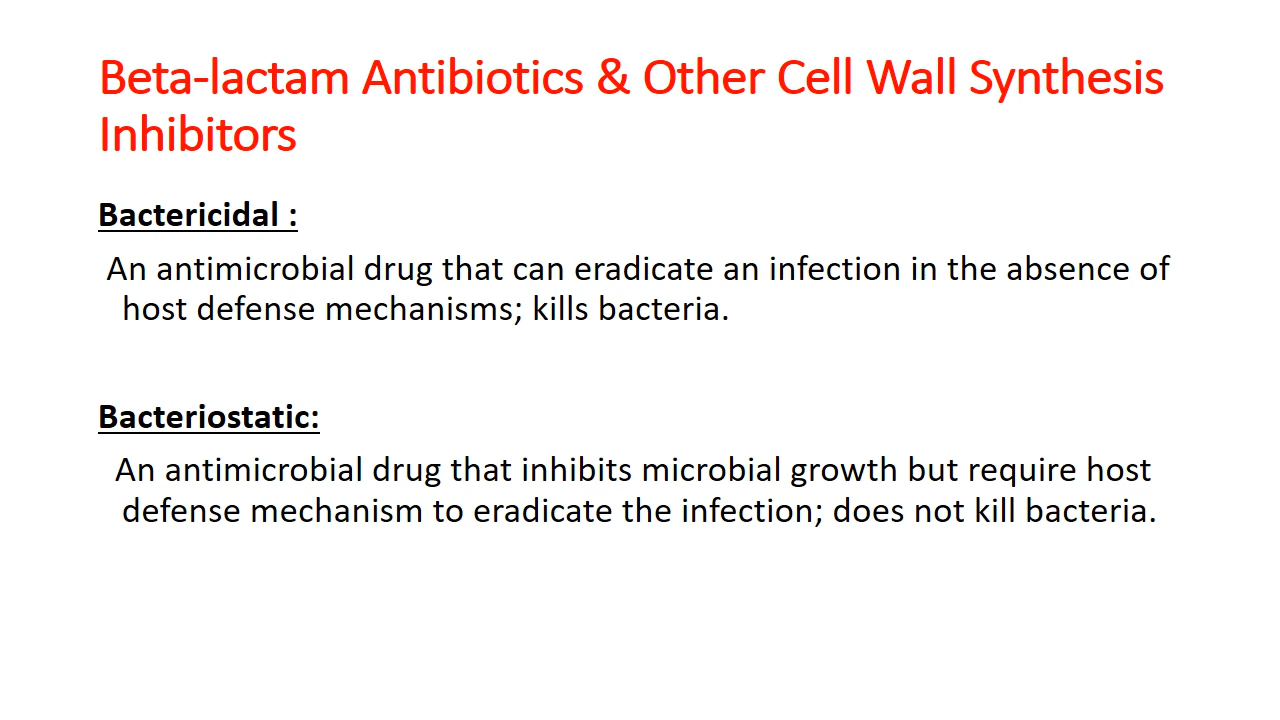 Beta-lactam Antibiotics & Other Cell Wall Synthesis
Inhibitors
Bactericidal :
An antimicrobial drug that can eradicate an infection in the absence of
host defense mechanisms; kills bacteria.
Bacteriostatic:
An antimicrobial drug that inhibits microbial growth but require host
defense mechanism to eradicate the infection; does not kill bacteria.